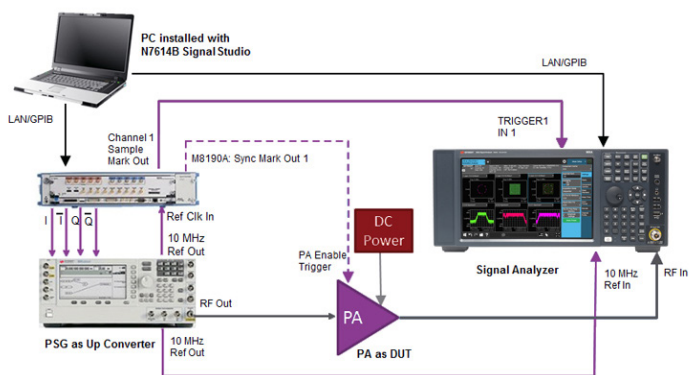 PC installed with
N7614B Signal Studio
LAN/GPIB
LAN/GPIB
Channel 1
Sample
Mark Out
M8190A: Sync Mark Out 1
TRIGGER1
IN 1
Ref Clk In
I
I
Q
Q
10 MHz
Ref Out
DC
Power
PA Enable
Trigger
Signal Analyzer
10 MHz
Ref In
RF In
RF Out
PA
PSG as Up Converter
10 MHz
Ref Out
PA as DUT